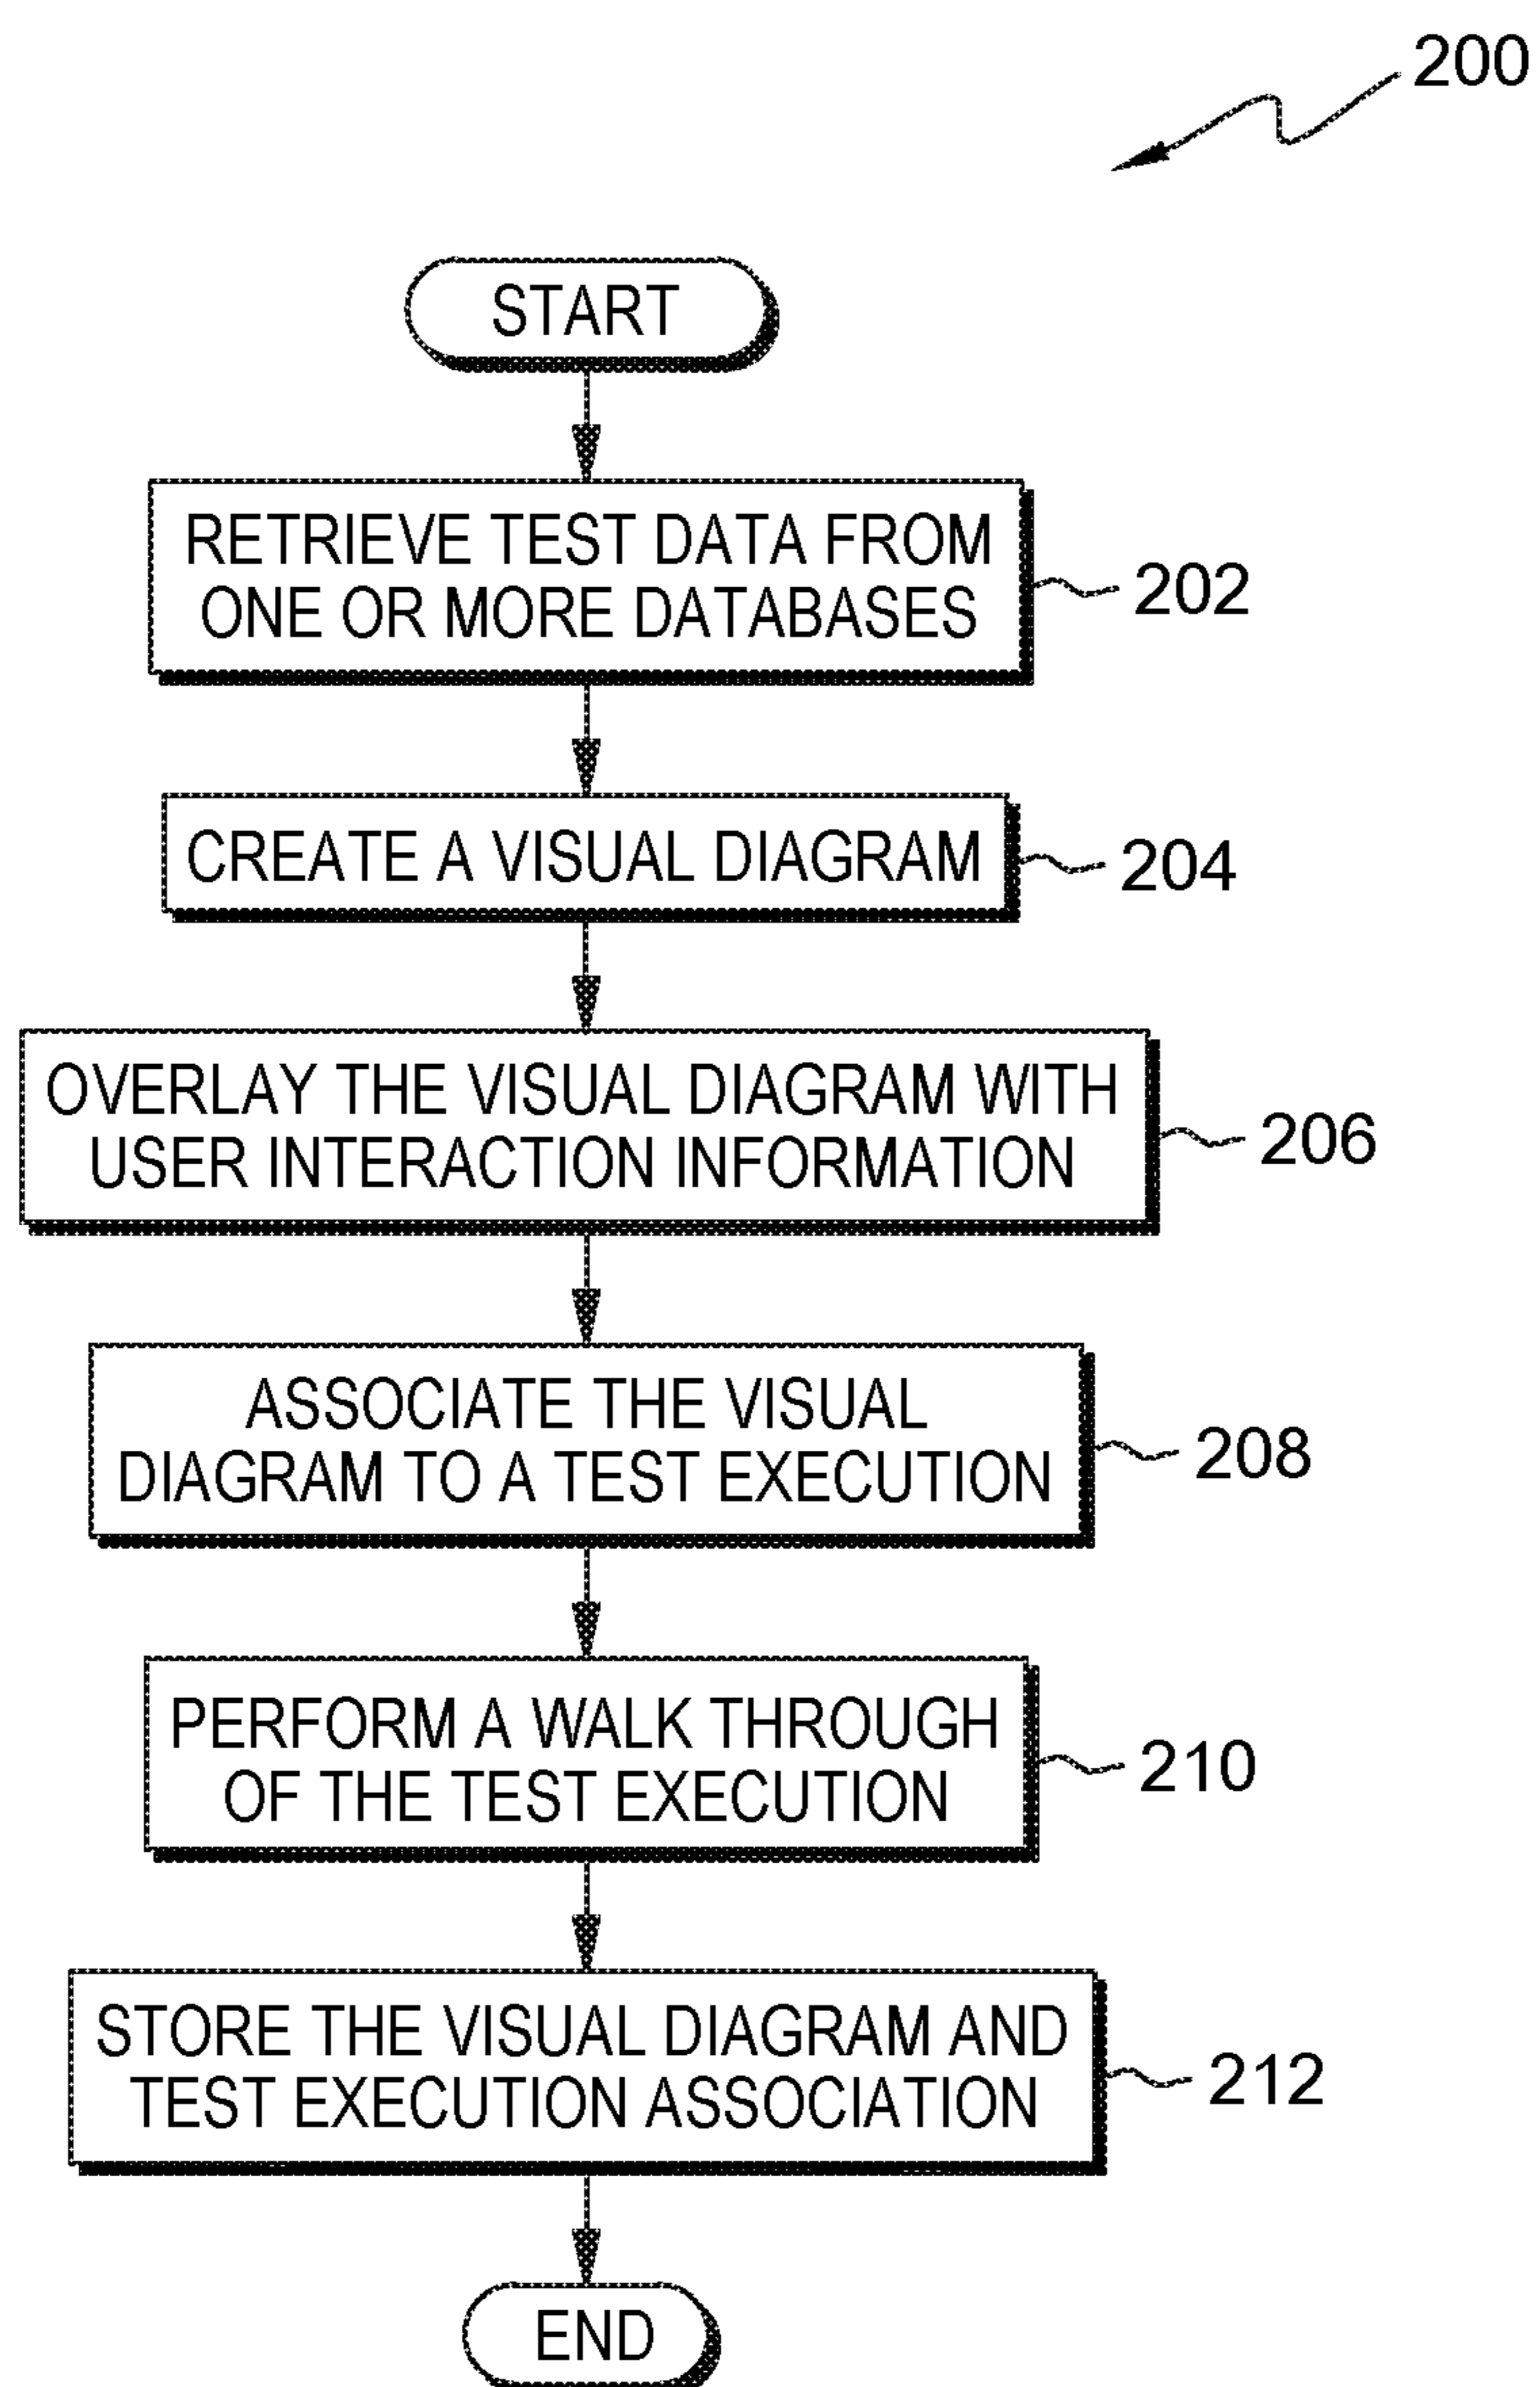 200
START
RETRIEVE TEST DATA FROM
ONE OR MORE DATABASES
202
CREATE A VISUAL DIAGRAM
204
OVERLAY THE VISUAL DIAGRAM WITH
USER INTERACTION INFORMATION
206
ASSOCIATE THE VISUAL
DIAGRAM TO A TEST EXECUTION
208
PERFORM A WALK THROUGH
OF THE TEST EXECUTION
210
STORE THE VISUAL DIAGRAM AND
TEST EXECUTION ASSOCIATION
212
END